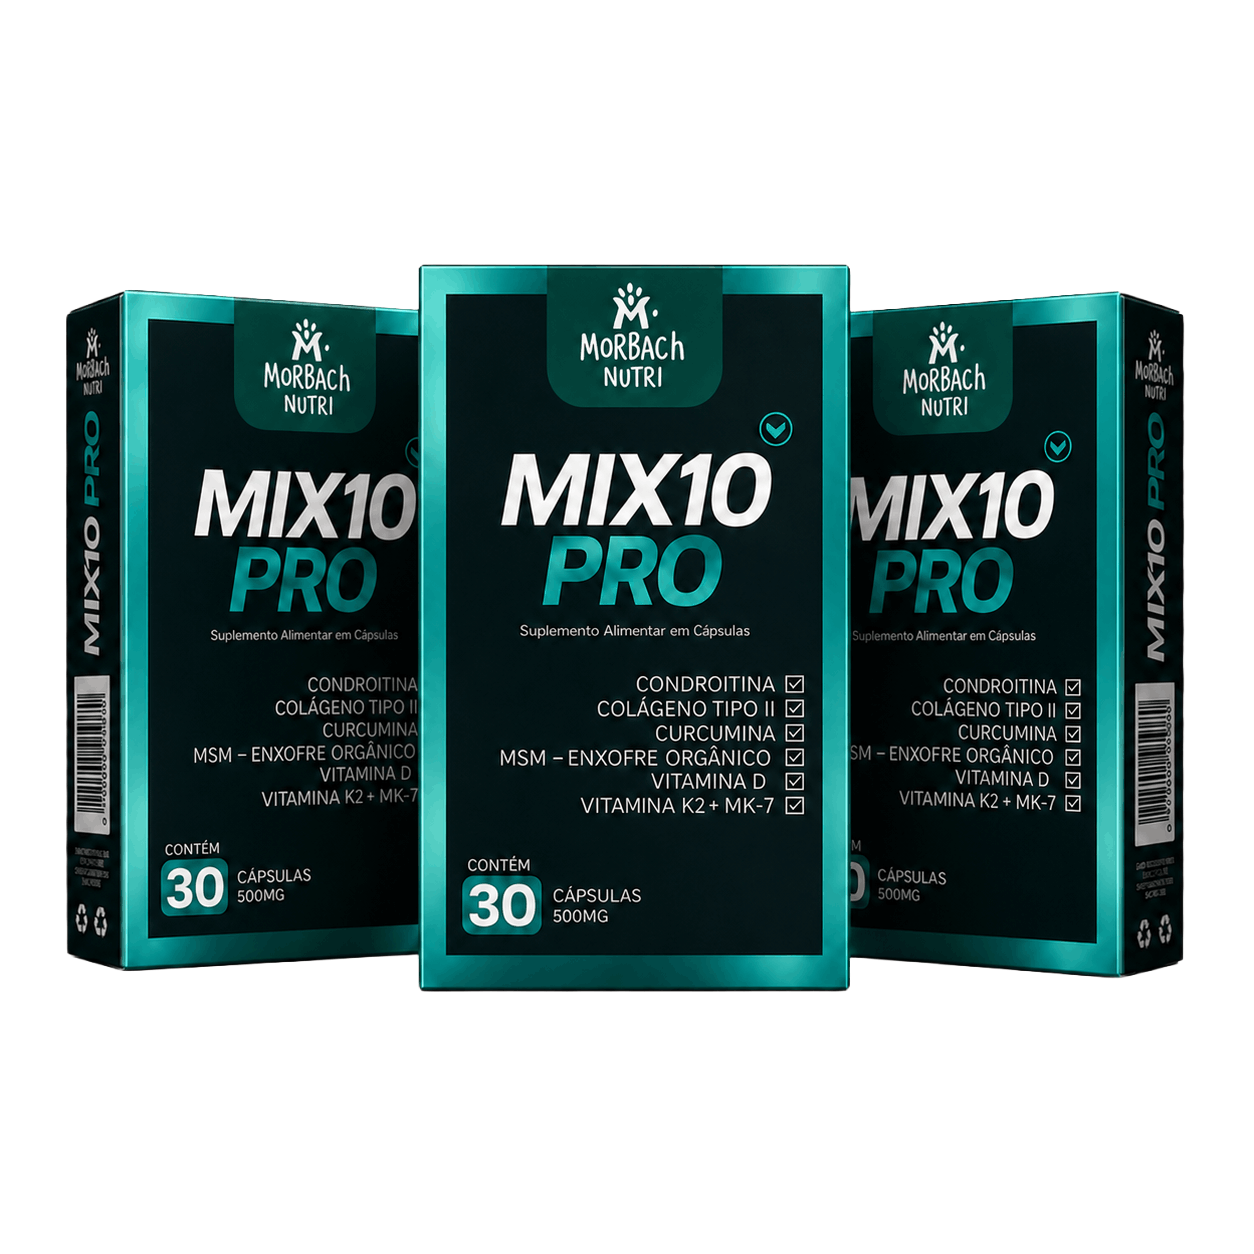 MORBACH
NUTRI
MIX10
PRO
Suplemento Alimentar em Cápsulas
CONDROITINA
COLÁGENO TIPO II
CURCUMINA
MSM – ENXOFRE ORGÂNICO
VITAMINA D
VITAMINA K2 + MK-7
CONTÉM
30
CÁPSULAS
500MG
MORBACH
NUTRI
MIX10
PRO
Suplemento Alimentar em Cápsulas
CONDROITINA
COLÁGENO TIPO II
CURCUMINA
MSM – ENXOFRE ORGÂNICO
VITAMINA D
VITAMINA K2 + MK-7
CONTÉM
30
CÁPSULAS
500MG
MORBACH
NUTRI
MIX10
PRO
Suplemento Alimentar em Cápsulas
CONDROITINA
COLÁGENO TIPO II
CURCUMINA
SM – ENXOFRE ORGÂNICO
VITAMINA D
VITAMINA K2 + MK-7
M
0
CÁPSULAS
500MG
MORBACH
NUTRI
MIX10 PRO
MORBACH
NUTRI
MIX10 PRO